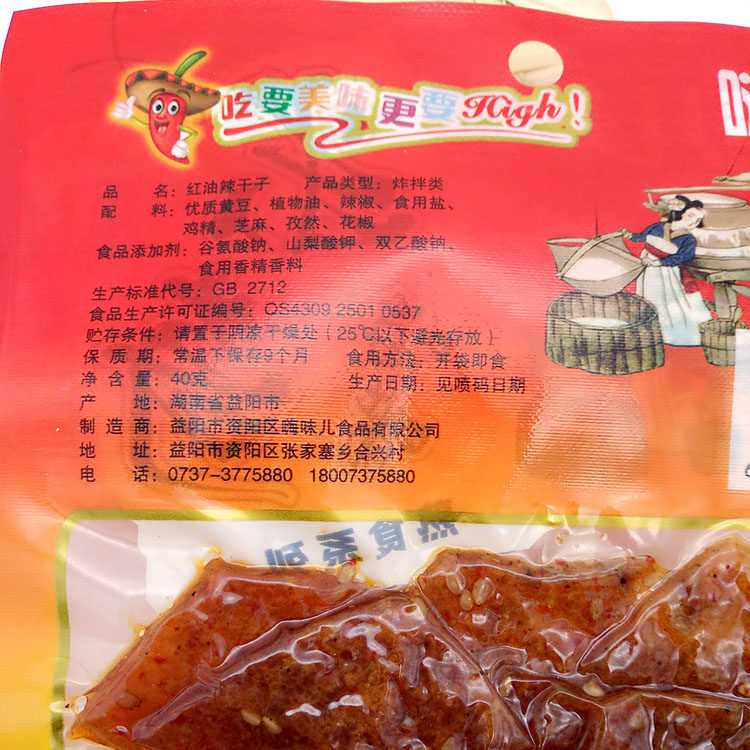 吃要美味更要High!
品 名：红油辣干子 产品类型：炸拌类
配 料：优质黄豆、植物油、辣椒、食用盐、
鸡精、芝麻、孜然、花椒
食品添加剂：谷氨酸钠、山梨酸钾、双乙酸钠、
食用香精香料
生产标准代号：GB 2712
食品生产许可证编号：QS4309 2501 0537
贮存条件：请置于阴凉干燥处（25℃以下避光存放）
保 质 期：常温下保存9个月 食用方法：开袋即食
净 含 量：40克 生产日期：见喷码日期
产 地：湖南省益阳市
制 造 商：益阳市资阳区嗨味儿食品有限公司
地 址：益阳市资阳区张家塞乡合兴村
电 话：0737-3775880 18007375880
熟食系列